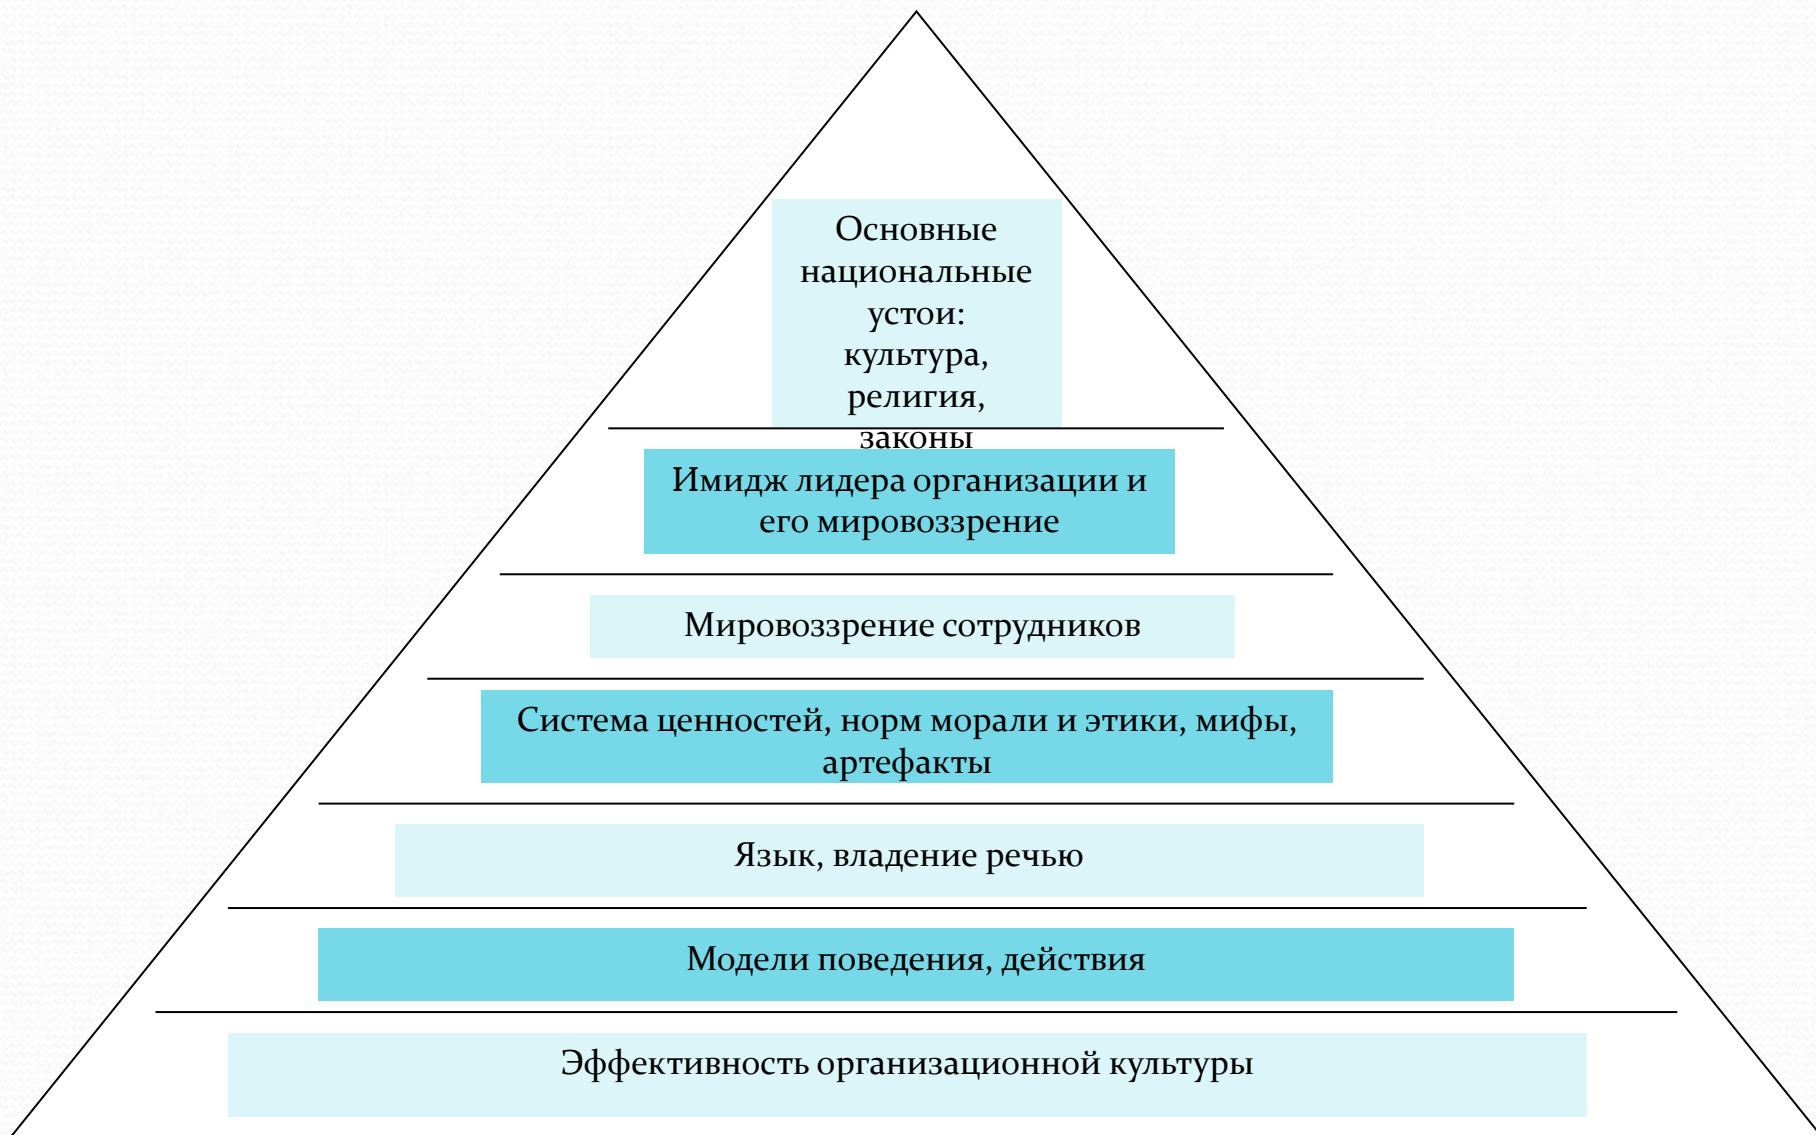 Основные
национальные
устои:
культура,
религия,
законы
Имидж лидера организации и
его мировоззрение
Мировоззрение сотрудников
Система ценностей, норм морали и этики, мифы,
артефакты
Язык, владение речью
Модели поведения, действия
Эффективность организационной культуры